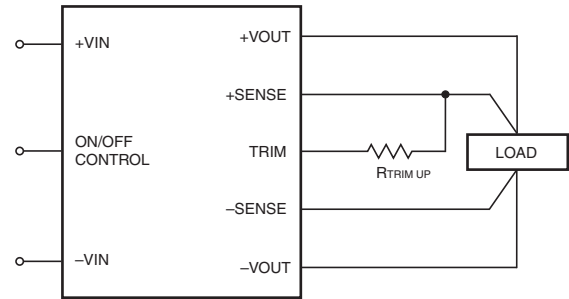 +VIN
ON/OFF
CONTROL
–VIN
+VOUT
+SENSE
TRIM
–SENSE
–VOUT
RTRIM UP
LOAD